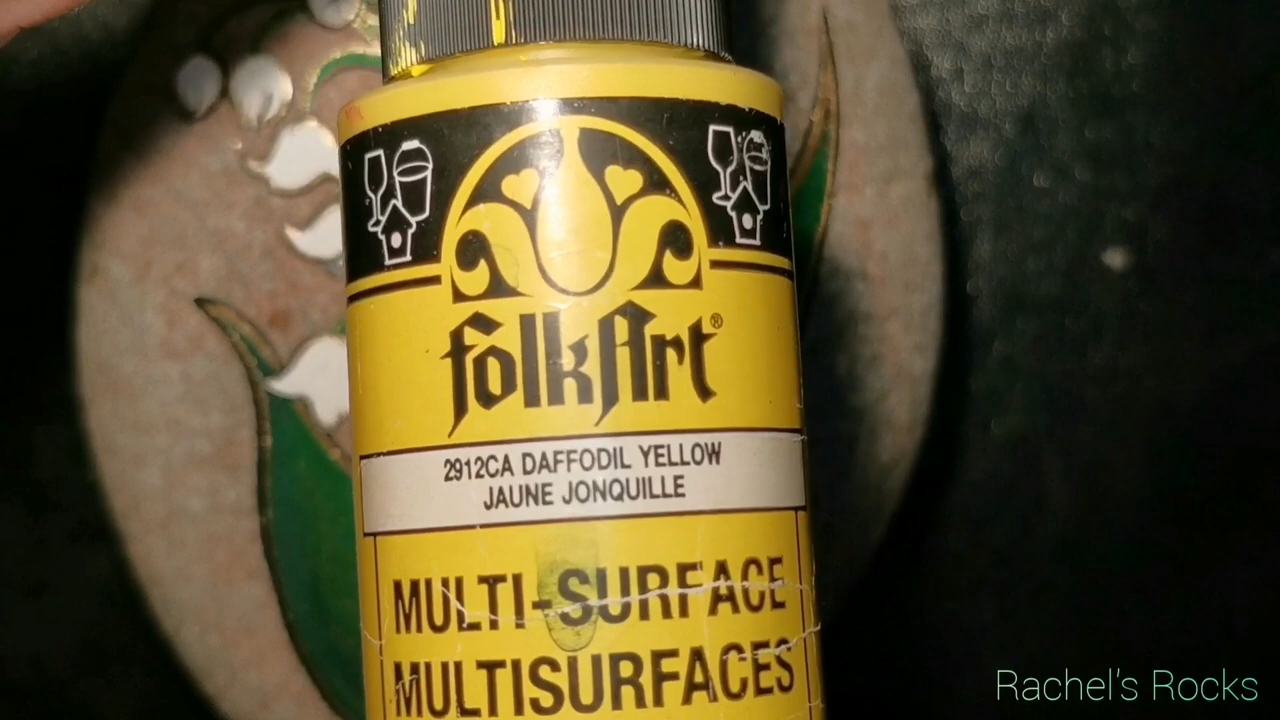 folkArt®
2912CA DAFFODIL YELLOW
JAUNE JONQUILLE
MULTI-SURFACE
MULTISURFACES
Rachel's Rocks